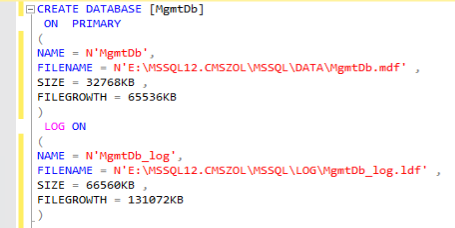 CREATE DATABASE [MgmtDb]
ON PRIMARY
(
NAME = N'MgmtDb',
FILENAME = N'E:\MSSQL12.CMSZOL\MSSQL\DATA\MgmtDb.mdf' ,
SIZE = 32768KB ,
FILEGROWTH = 65536KB
)
LOG ON
(
NAME = N'MgmtDb_log',
FILENAME = N'E:\MSSQL12.CMSZOL\MSSQL\LOG\MgmtDb_log.ldf' ,
SIZE = 66560KB ,
FILEGROWTH = 131072KB
)